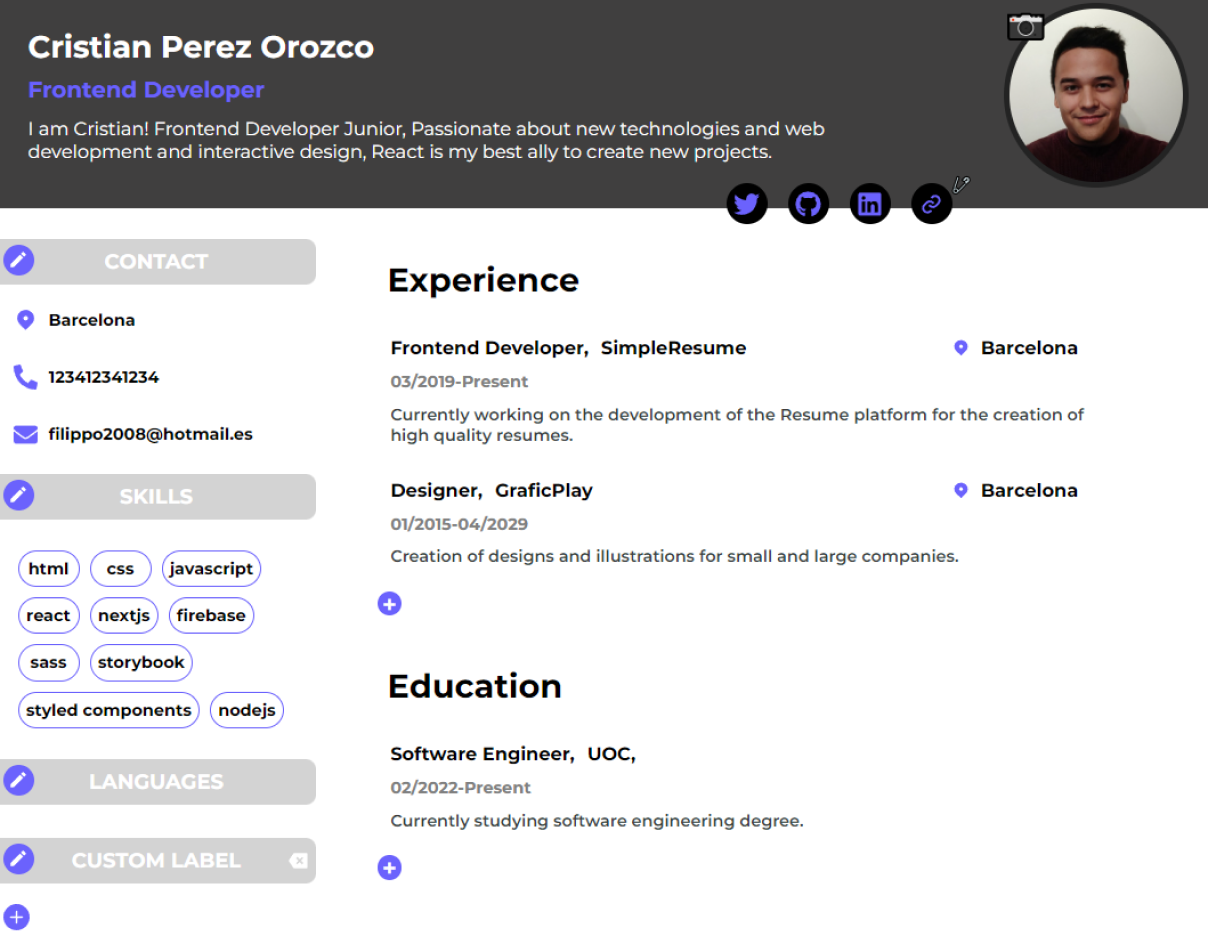 Cristian Perez Orozco
Frontend Developer
I am Cristian! Frontend Developer Junior, Passionate about new technologies and web
development and interactive design, React is my best ally to create new projects.
CONTACT
Barcelona
123412341234
filippo2008@hotmail.es
SKILLS
html css javascript
react nextjs firebase
sass storybook
styled components nodejs
LANGUAGES
CUSTOM LABEL
Experience
Frontend Developer, SimpleResume Barcelona
03/2019-Present
Currently working on the development of the Resume platform for the creation of
high quality resumes.
Designer, GraficPlay Barcelona
01/2015-04/2029
Creation of designs and illustrations for small and large companies.
Education
Software Engineer, UOC,
02/2022-Present
Currently studying software engineering degree.